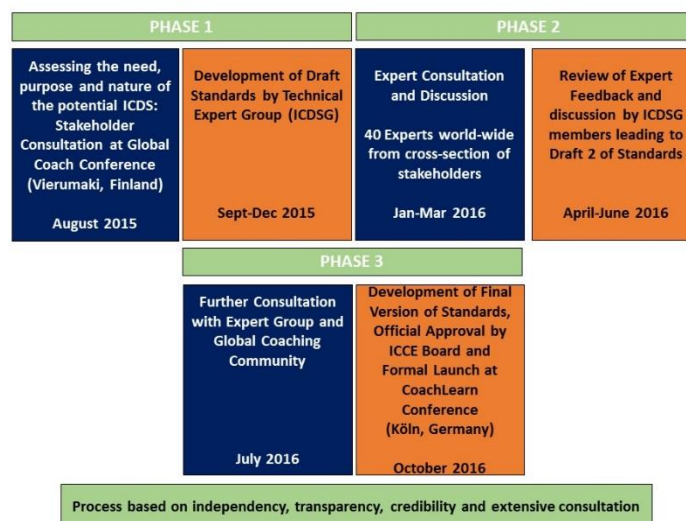 PHASE 1
PHASE 2
Assessing the need,
purpose and nature of
the potential ICDS:
Stakeholder
Consultation at Global
Coach Conference
(Vierumaki, Finland)
August 2015
Development of Draft
Standards by Technical
Expert Group (ICDSG)
Sept-Dec 2015
Expert Consultation
and Discussion
40 Experts world-wide
from cross-section of
stakeholders
Jan-Mar 2016
Review of Expert
Feedback and
discussion by ICDSG
members leading to
Draft 2 of Standards
April-June 2016
PHASE 3
Further Consultation
with Expert Group and
Global Coaching
Community
July 2016
Development of Final
Version of Standards,
Official Approval by
ICCE Board and
Formal Launch at
CoachLearn
Conference
(Köln, Germany)
October 2016
Process based on independency, transparency, credibility and extensive consultation